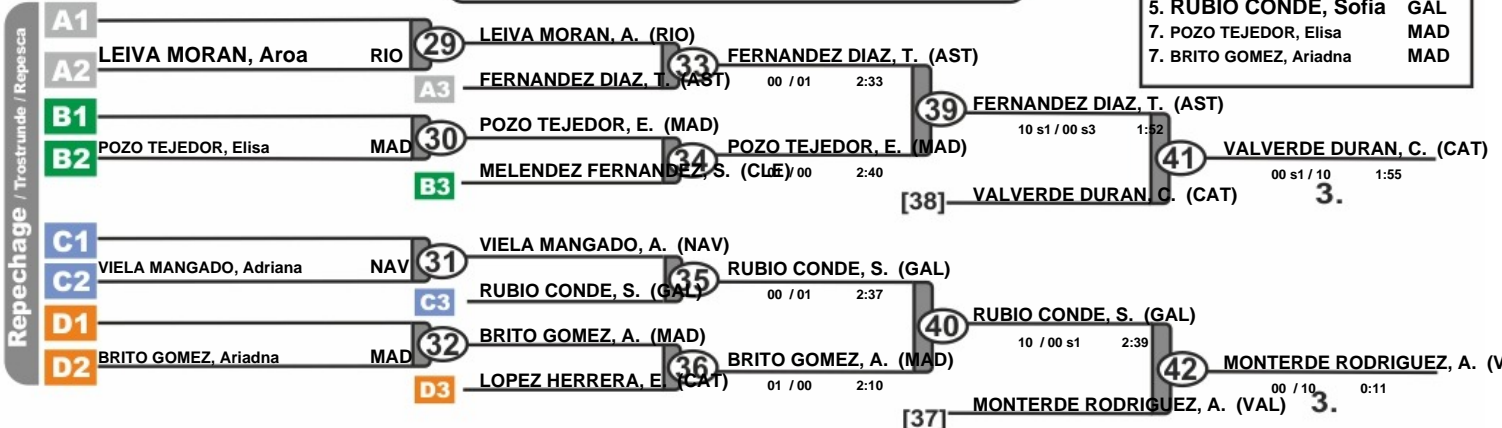 5. RUBIO CONDE, Sofia GAL
7. POZO TEJEDOR, Elisa MAD
7. BRITO GOMEZ, Ariadna MAD
Repechage / Trostrunde / Repesca
A1
LEIVA MORAN, Aroa RIO
A2
29
LEIVA MORAN, A. (RIO)
A3
FERNANDEZ DIAZ, T. (AST)
33
FERNANDEZ DIAZ, T. (AST)
00 / 01 2:33
B1
POZO TEJEDOR, Elisa MAD
B2
30
POZO TEJEDOR, E. (MAD)
B3
MELENDEZ FERNANDEZ, S. (CLE)
34
POZO TEJEDOR, E. (MAD)
/ 00 2:40
39
FERNANDEZ DIAZ, T. (AST)
10 s1 / 00 s3 1:52
[38]
VALVERDE DURAN, C. (CAT)
41
VALVERDE DURAN, C. (CAT)
00 s1 / 10 1:55
3.
C1
VIELA MANGADO, Adriana NAV
C2
31
VIELA MANGADO, A. (NAV)
C3
RUBIO CONDE, S. (GAL)
35
RUBIO CONDE, S. (GAL)
00 / 01 2:37
D1
BRITO GOMEZ, Ariadna MAD
D2
32
BRITO GOMEZ, A. (MAD)
D3
LOPEZ HERRERA, E. (CAT)
36
BRITO GOMEZ, A. (MAD)
01 / 00 2:10
40
RUBIO CONDE, S. (GAL)
10 / 00 s1 2:39
[37]
MONTERDE RODRIGUEZ, A. (VAL)
42
MONTERDE RODRIGUEZ, A. (V
00 / 10 0:11
3.